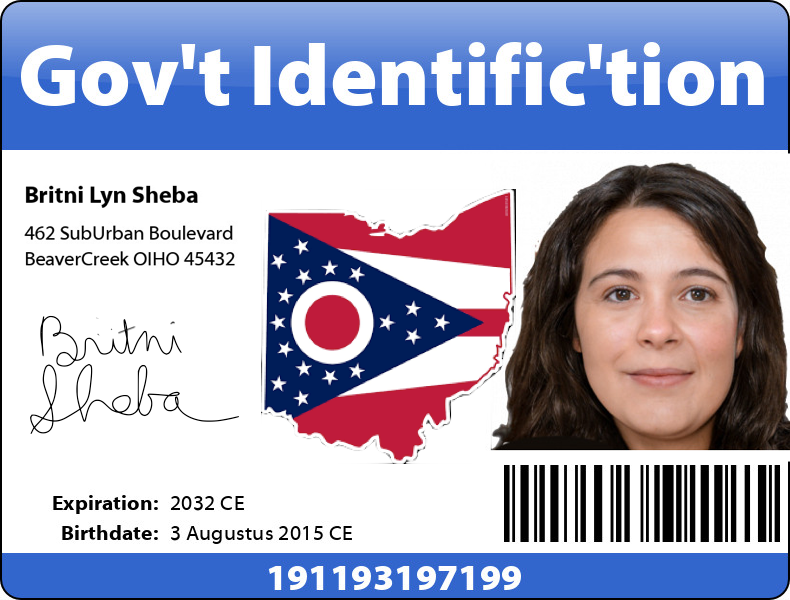 Gov't Identific'tion
Britni Lyn Sheba
462 SubUrban Boulevard
BeaverCreek OIHO 45432
Britni
Sheba
Expiration: 2032 CE
Birthdate: 3 Augustus 2015 CE
191193197199